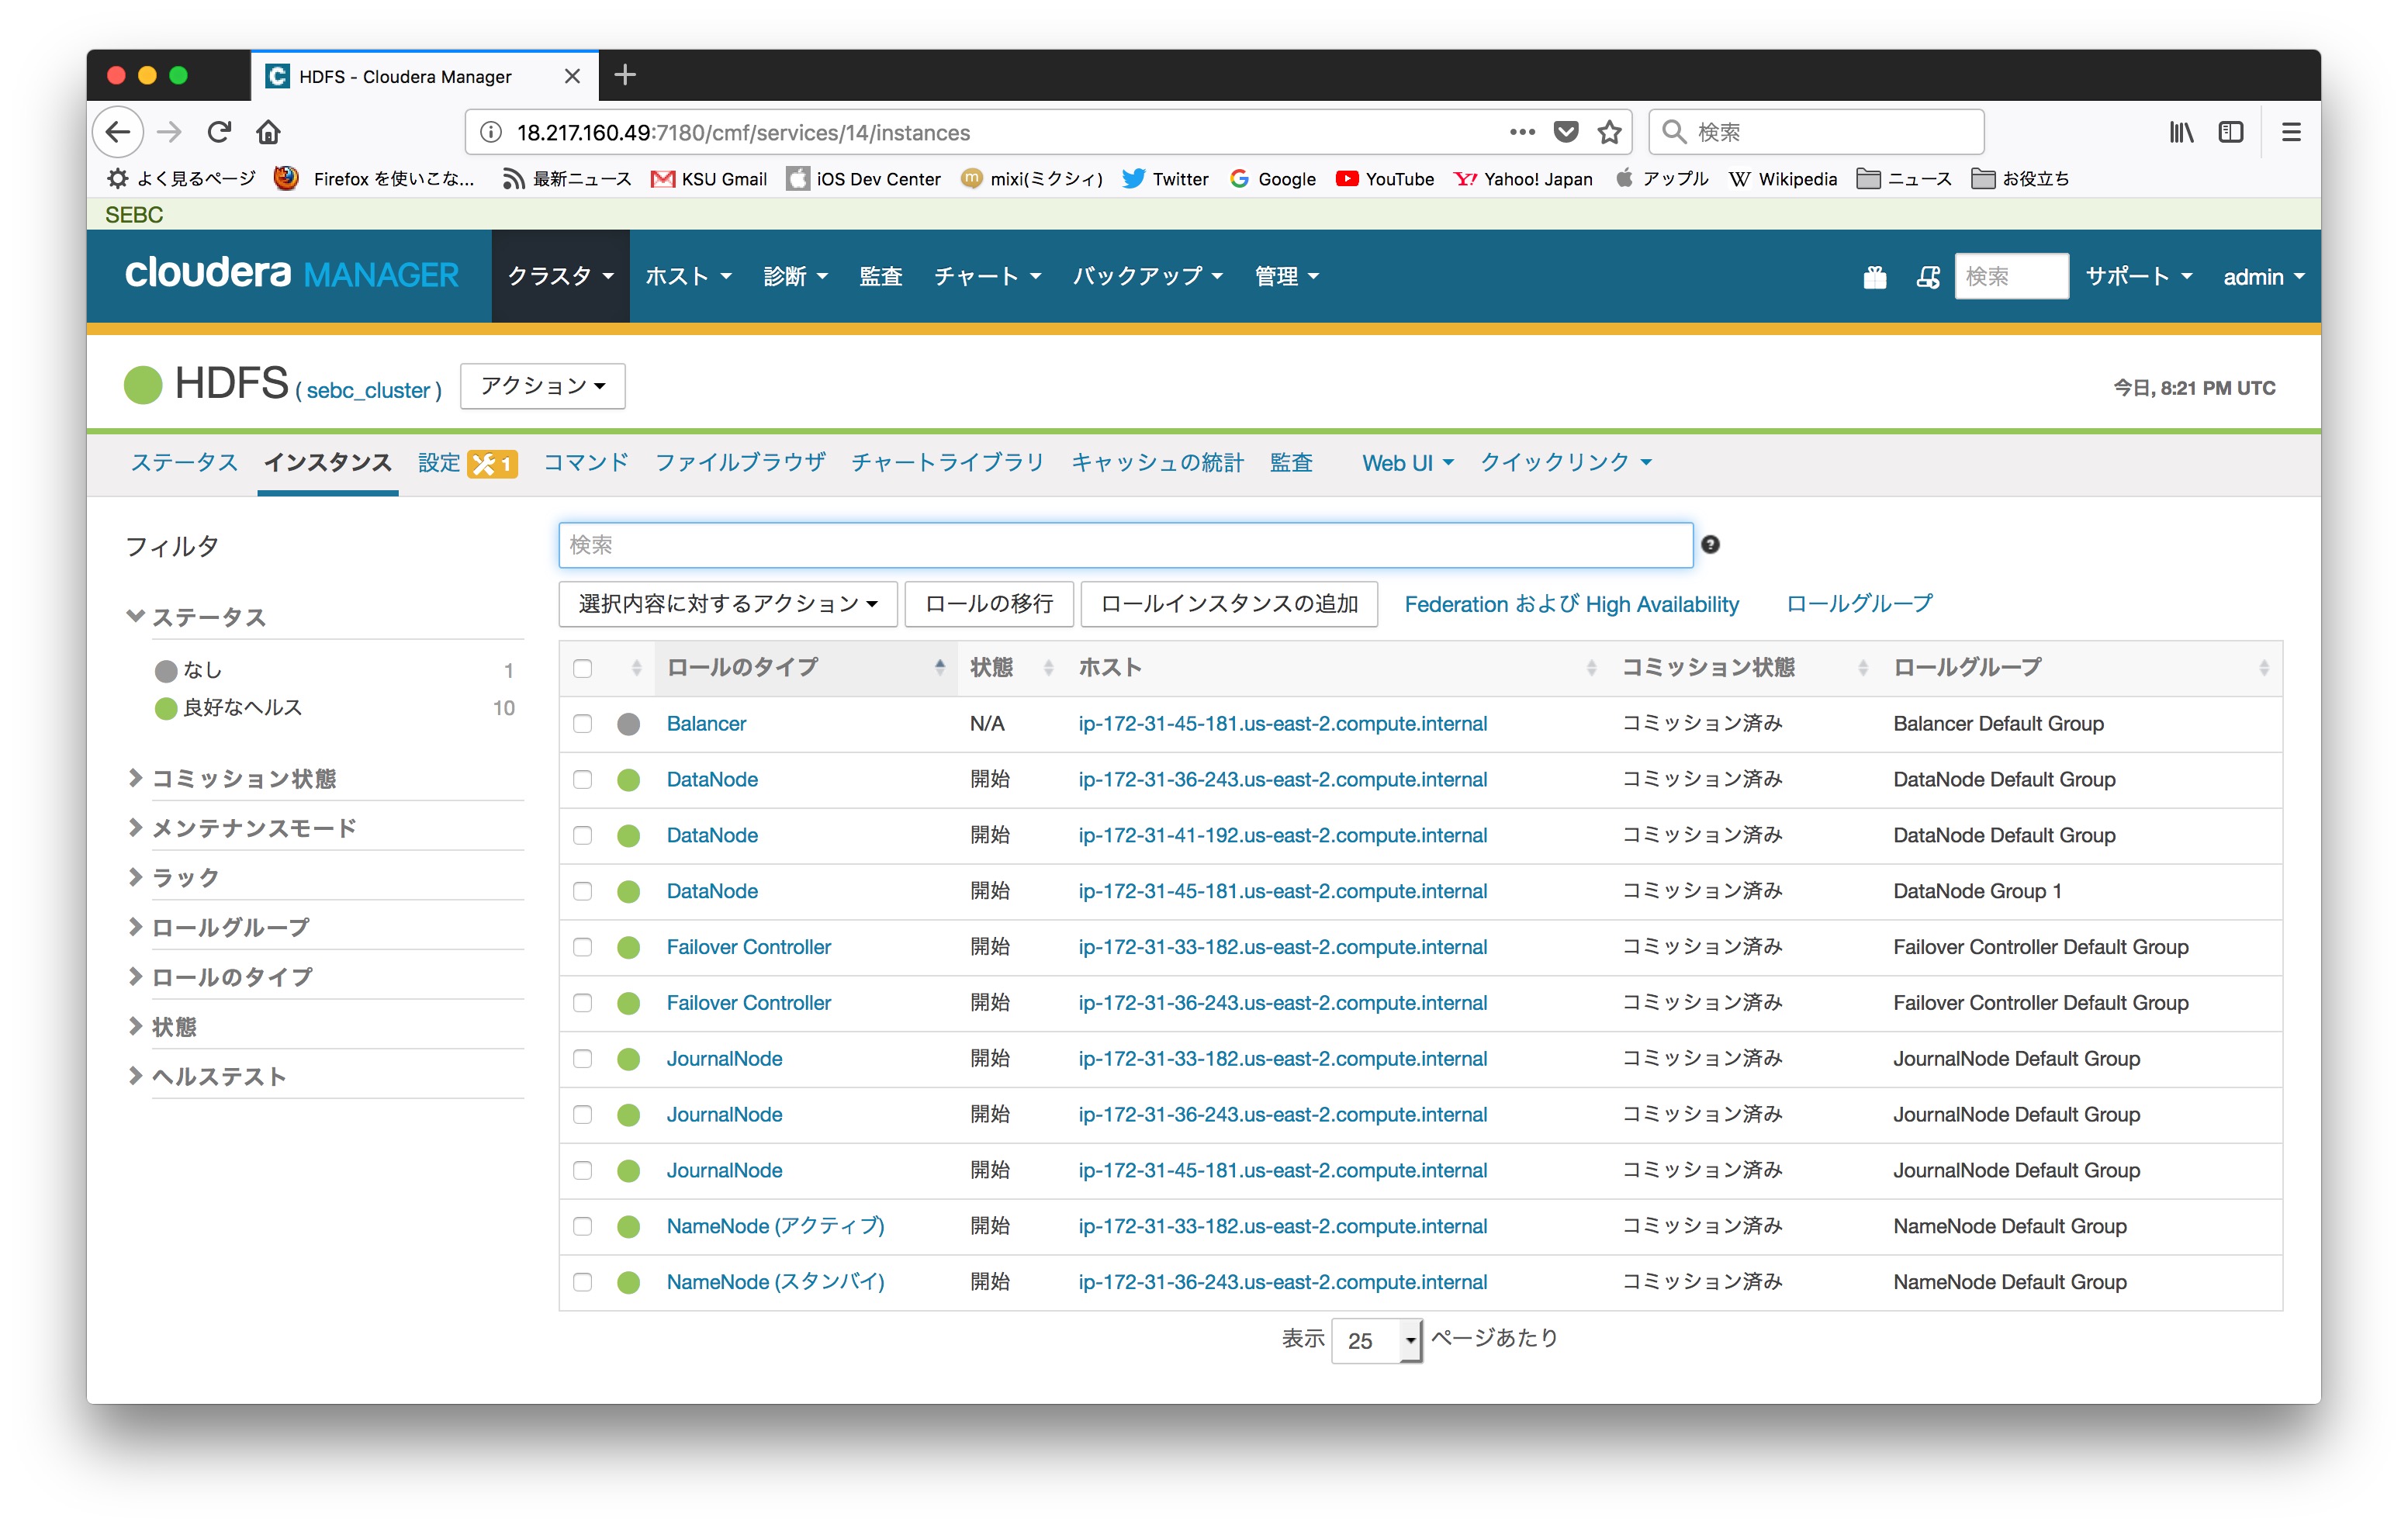 HDFS - Cloudera Manager
18.217.160.49:7180/cmf/services/14/instances
検索
よく見るページ Firefox を使いこな... 最新ニュース KSU Gmail iOS Dev Center mixi(ミクシィ) Twitter Google YouTube Yahoo! Japan アップル Wikipedia ニュース お役立ち
SEBC
cloudera MANAGER クラスタ ホスト 診断 監査 チャート バックアップ 管理 検索 サポート admin
HDFS ( sebc_cluster ) アクション 今日, 8:21 PM UTC
ステータス インスタンス 設定 1 コマンド ファイルブラウザ チャートライブラリ キャッシュの統計 監査 Web UI クイックリンク
フィルタ
ステータス
なし 1
良好なヘルス 10
コミッション状態
メンテナンスモード
ラック
ロールグループ
ロールのタイプ
状態
ヘルステスト
検索 ?
選択内容に対するアクション ロールの移行 ロールインスタンスの追加 Federation および High Availability ロールグループ
ロールのタイプ 状態 ホスト コミッション状態 ロールグループ
Balancer N/A ip-172-31-45-181.us-east-2.compute.internal コミッション済み Balancer Default Group
DataNode 開始 ip-172-31-36-243.us-east-2.compute.internal コミッション済み DataNode Default Group
DataNode 開始 ip-172-31-41-192.us-east-2.compute.internal コミッション済み DataNode Default Group
DataNode 開始 ip-172-31-45-181.us-east-2.compute.internal コミッション済み DataNode Group 1
Failover Controller 開始 ip-172-31-33-182.us-east-2.compute.internal コミッション済み Failover Controller Default Group
Failover Controller 開始 ip-172-31-36-243.us-east-2.compute.internal コミッション済み Failover Controller Default Group
JournalNode 開始 ip-172-31-33-182.us-east-2.compute.internal コミッション済み JournalNode Default Group
JournalNode 開始 ip-172-31-36-243.us-east-2.compute.internal コミッション済み JournalNode Default Group
JournalNode 開始 ip-172-31-45-181.us-east-2.compute.internal コミッション済み JournalNode Default Group
NameNode (アクティブ) 開始 ip-172-31-33-182.us-east-2.compute.internal コミッション済み NameNode Default Group
NameNode (スタンバイ) 開始 ip-172-31-36-243.us-east-2.compute.internal コミッション済み NameNode Default Group
表示 25 ページあたり